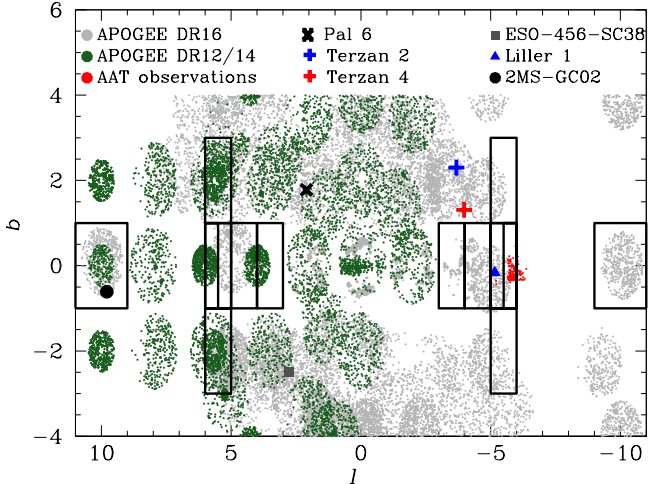 b
6
4
2
0
−2
−4
APOGEE DR16 Pal 6 ESO−456−SC38
APOGEE DR12/14 Terzan 2 Liller 1
AAT observations Terzan 4 2MS−GC02
10 5 0 −5 −10
l